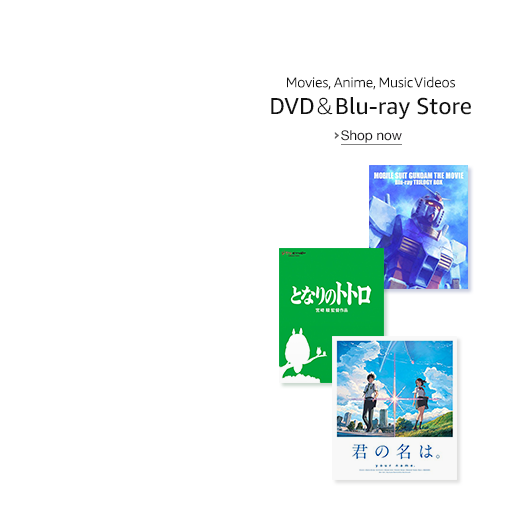 Movies, Anime, Music Videos
DVD & Blu-ray Store
› Shop now
MOBILE SUIT GUNDAM THE MOVIE
Blu-ray TRILOGY BOX
となりのトトロ
宮崎 駿 監督作品
君の名は。
your name.